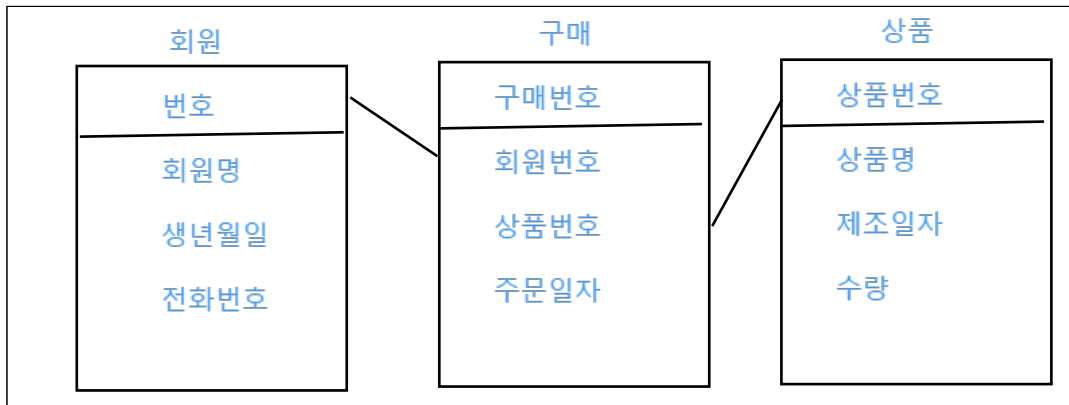 회원
번호
회원명
생년월일
전화번호
구매
구매번호
회원번호
상품번호
주문일자
상품
상품번호
상품명
제조일자
수량